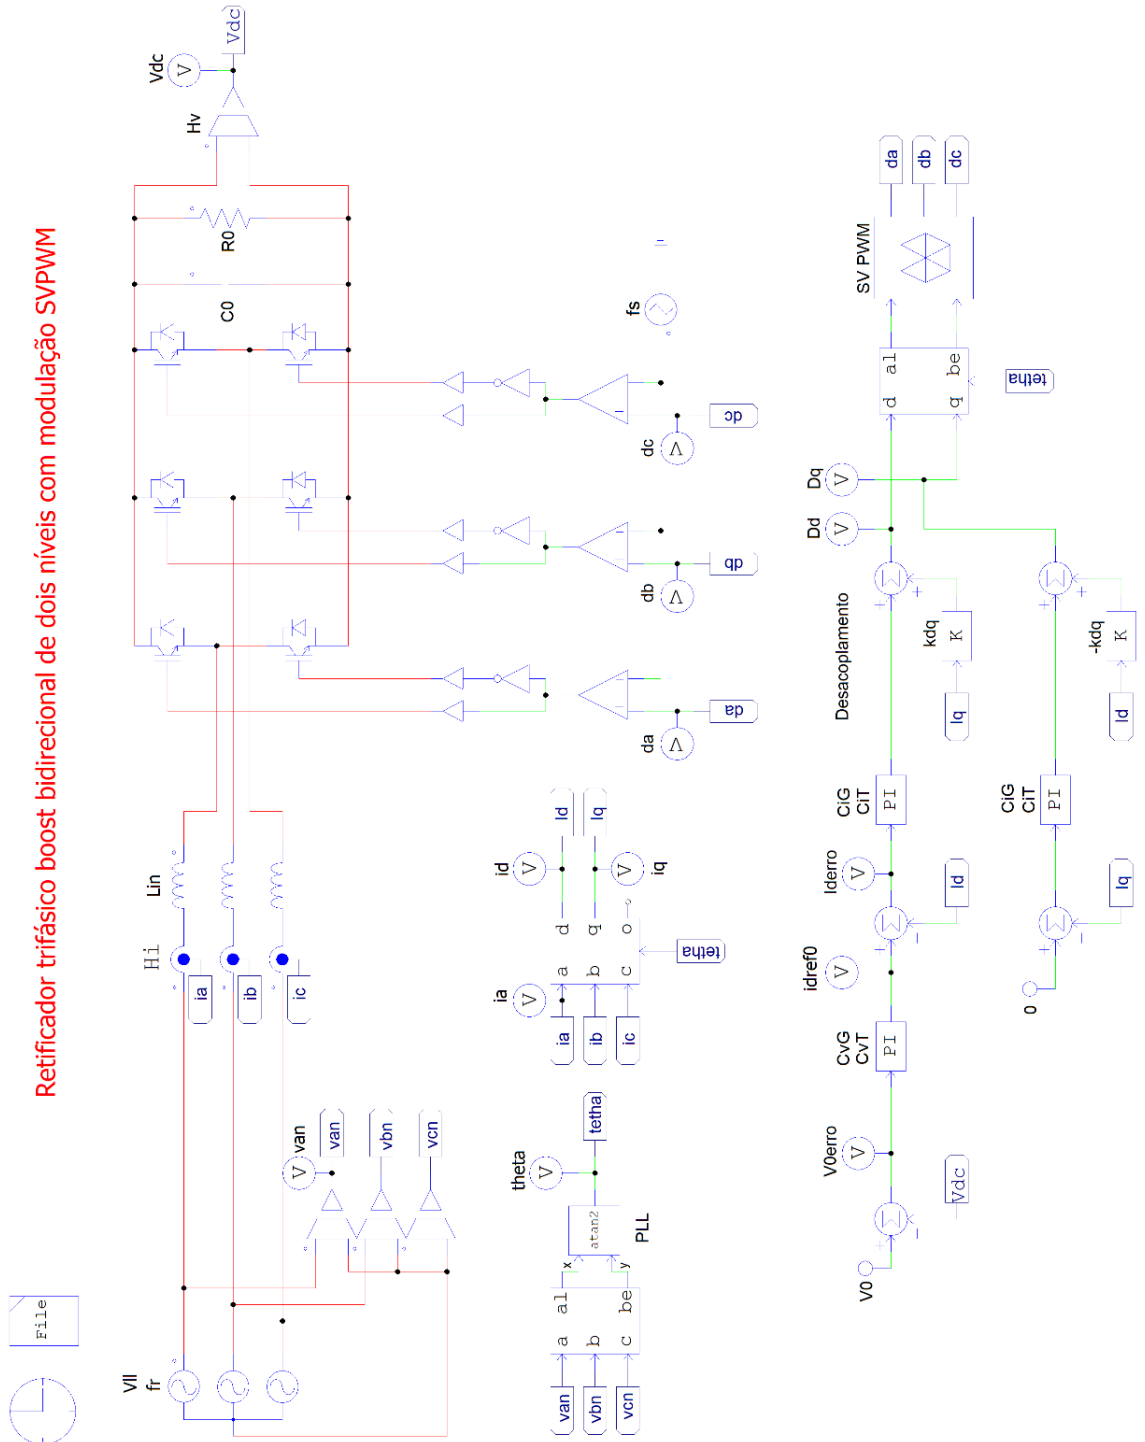 Retificador trifásico boost bidirecional de dois níveis com modulação SVPWM
File
Vll
fr
van
van
vbn
vcn
Hi
Lin
ia
ib
ic
C0
R0
Hv
Vdc
Vdc
da
da
db
db
dc
dc
fs
van
vbn
vcn
a
b
c
al
be
x
y
atan2
PLL
theta
tetha
ia
ia
ib
ic
a
b
c
d
q
o
tetha
id
iq
Id
Iq
V0
Vdc
V0erro
CvG
CvT
PI
idref0
Id
Iderro
CiG
CiT
PI
Desacoplamento
Iq
kdq
K
Dd
Dq
0
Iq
CiG
CiT
PI
Id
-kdq
K
d
q
al
be
tetha
SV PWM
da
db
dc